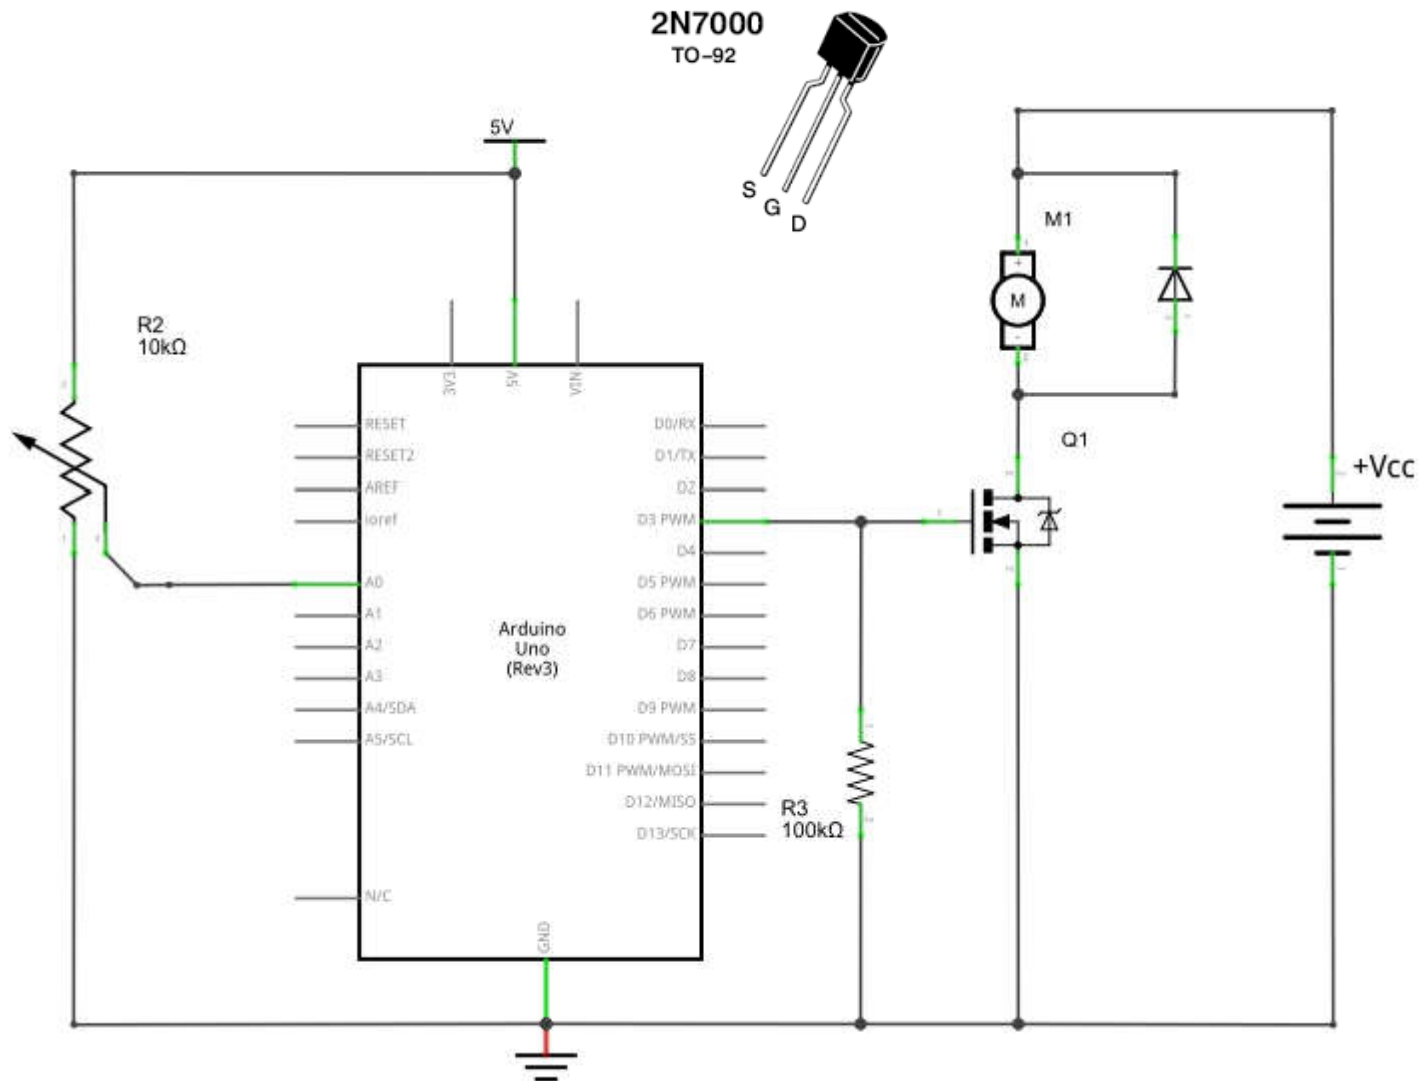 2N7000
TO-92
S
G
D
5V
M1
R2
10kΩ
M
+
-
3V3
5V
VIN
Q1
+Vcc
RESET
RESET2
AREF
ioref
A0
A1
A2
A3
A4/SDA
A5/SCL
N/C
D0/RX
D1/TX
D2
D3 PWM
D4
D5 PWM
D6 PWM
D7
D8
D9 PWM
D10 PWM/SS
D11 PWM/MOSI
D12/MISO
D13/SCK
Arduino
Uno
(Rev3)
R3
100kΩ
GND